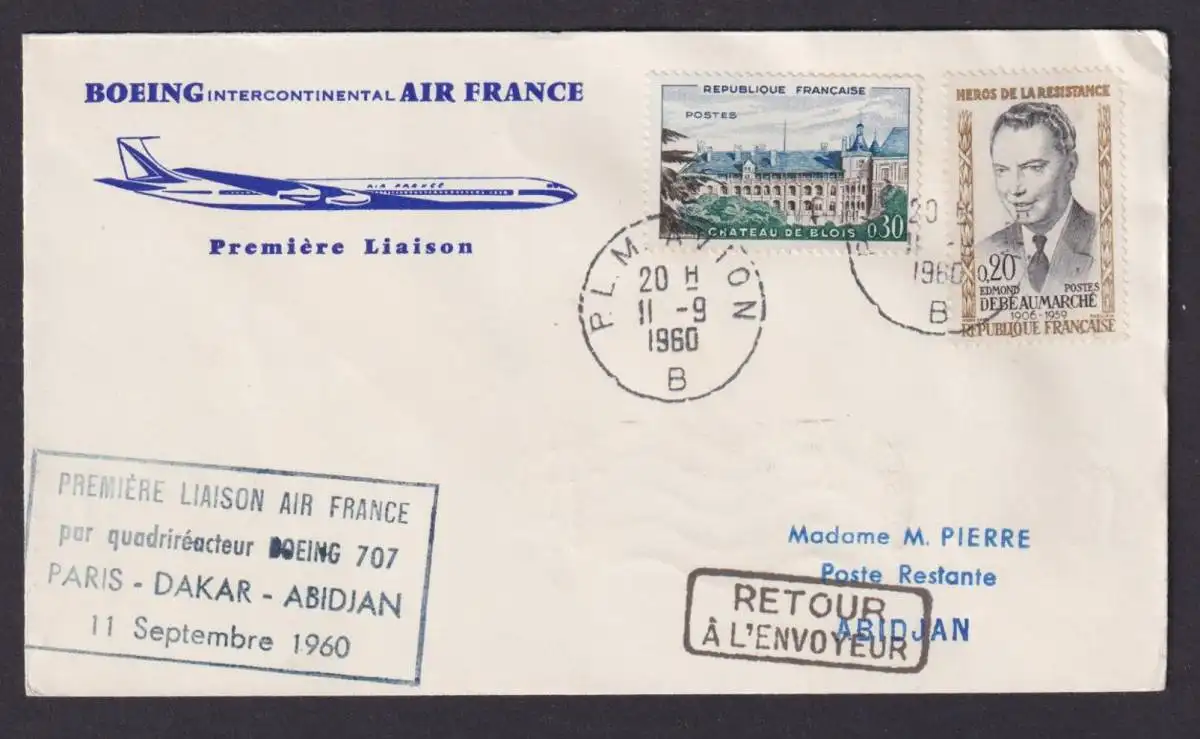 BOEING INTERCONTINENTAL AIR FRANCE
AIR FRANCE
Première Liaison
REPUBLIQUE FRANÇAISE
POSTES
CHATEAU DE BLOIS 0,30
HEROS DE LA RESISTANCE
0,20
EDMOND POSTES
DEBEAUMARCHÉ
1906-1959
REPUBLIQUE FRANÇAISE
P.L.M. AVION
20 H
11 -9
1960
B
20 H
11
1960
B
PREMIÈRE LIAISON AIR FRANCE
par quadriréacteur BOEING 707
PARIS - DAKAR - ABIDJAN
11 Septembre 1960
Madame M. PIERRE
Poste Restante
ABIDJAN
RETOUR
À L'ENVOYEUR